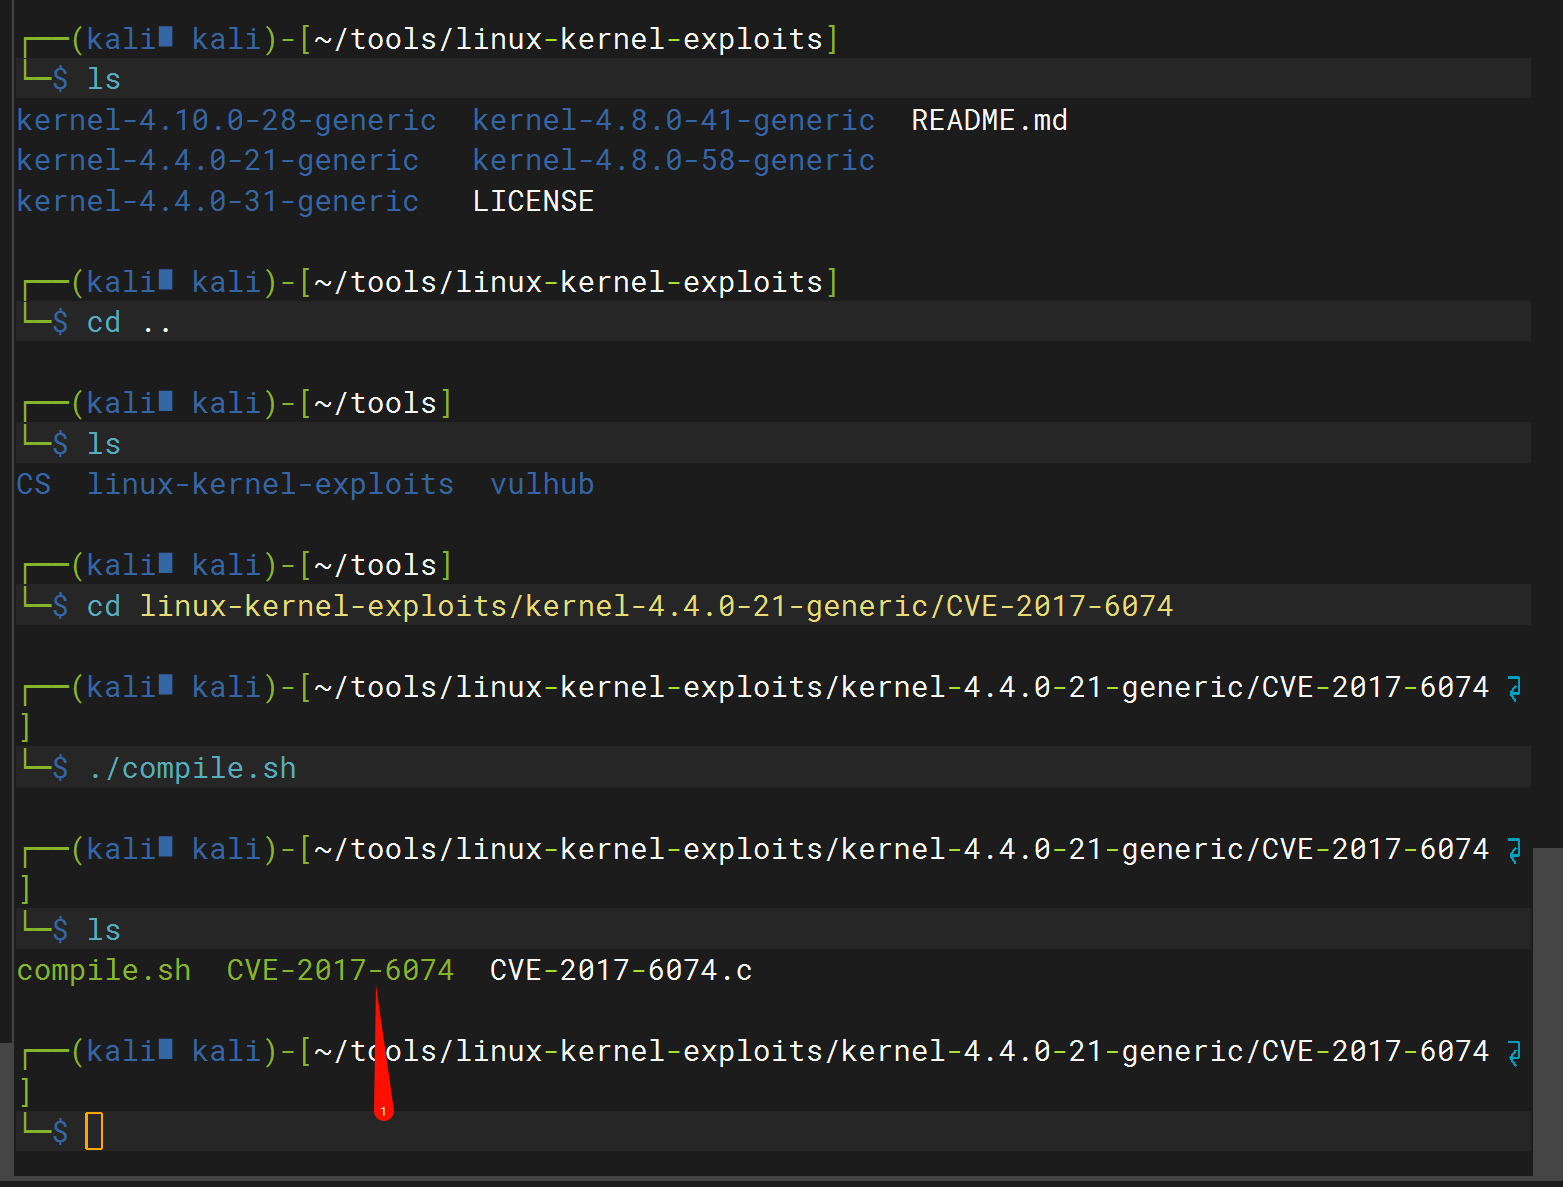 ┌──(kali kali)-[~/tools/linux-kernel-exploits]
└─$ ls
kernel-4.10.0-28-generic  kernel-4.8.0-41-generic  README.md
kernel-4.4.0-21-generic   kernel-4.8.0-58-generic
kernel-4.4.0-31-generic   LICENSE
┌──(kali kali)-[~/tools/linux-kernel-exploits]
└─$ cd ..
┌──(kali kali)-[~/tools]
└─$ ls
CS  linux-kernel-exploits  vulhub
┌──(kali kali)-[~/tools]
└─$ cd linux-kernel-exploits/kernel-4.4.0-21-generic/CVE-2017-6074
┌──(kali kali)-[~/tools/linux-kernel-exploits/kernel-4.4.0-21-generic/CVE-2017-6074
]
└─$ ./compile.sh
┌──(kali kali)-[~/tools/linux-kernel-exploits/kernel-4.4.0-21-generic/CVE-2017-6074
]
└─$ ls
compile.sh  CVE-2017-6074  CVE-2017-6074.c
┌──(kali kali)-[~/tools/linux-kernel-exploits/kernel-4.4.0-21-generic/CVE-2017-6074
]
1
└─$